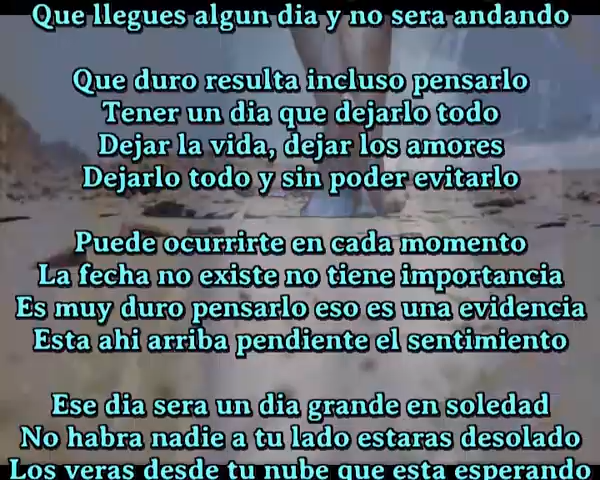 Que llegues algun dia y no sera andando
Que duro resulta incluso pensarlo
Tener un dia que dejarlo todo
Dejar la vida, dejar los amores
Dejarlo todo y sin poder evitarlo
Puede ocurrirte en cada momento
La fecha no existe no tiene importancia
Es muy duro pensarlo eso es una evidencia
Esta ahi arriba pendiente el sentimiento
Ese dia sera un dia grande en soledad
No habra nadie a tu lado estaras desolado
Los veras desde tu nube que esta esperando